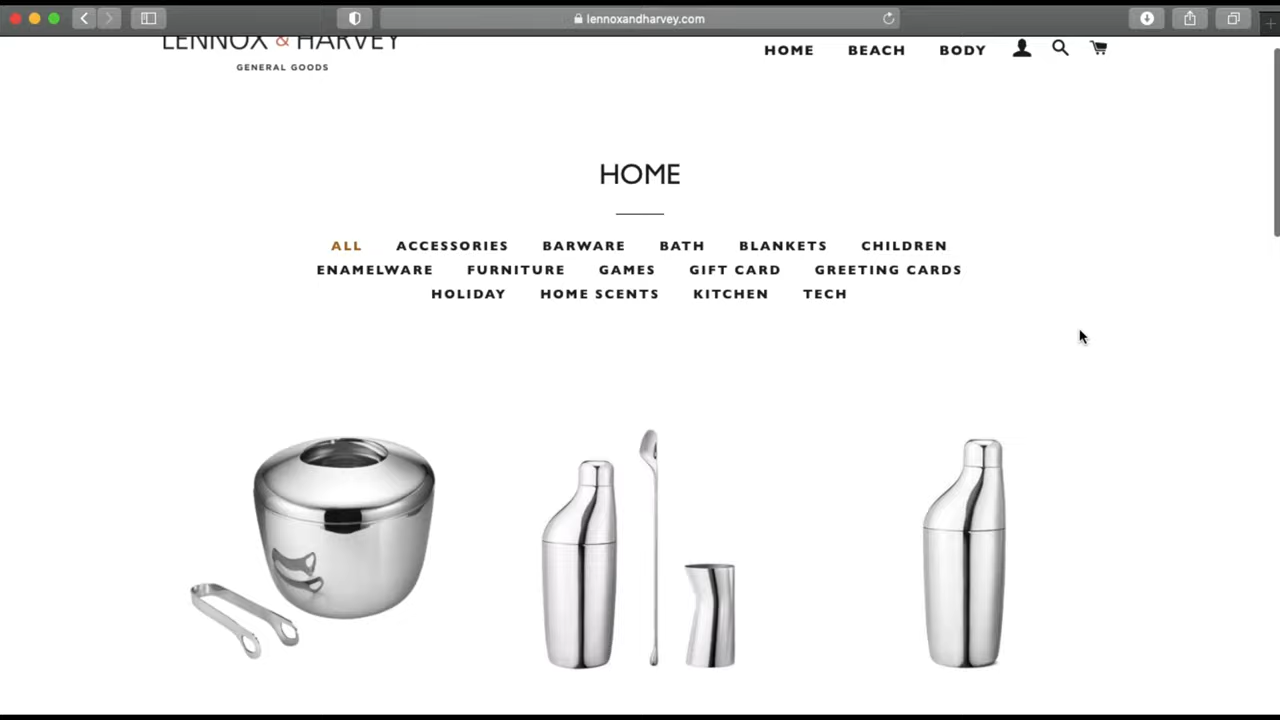 lennoxandharvey.com
LENNOX & HARVEY
GENERAL GOODS
HOME BEACH BODY
HOME
ALL ACCESSORIES BARWARE BATH BLANKETS CHILDREN
ENAMELWARE FURNITURE GAMES GIFT CARD GREETING CARDS
HOLIDAY HOME SCENTS KITCHEN TECH